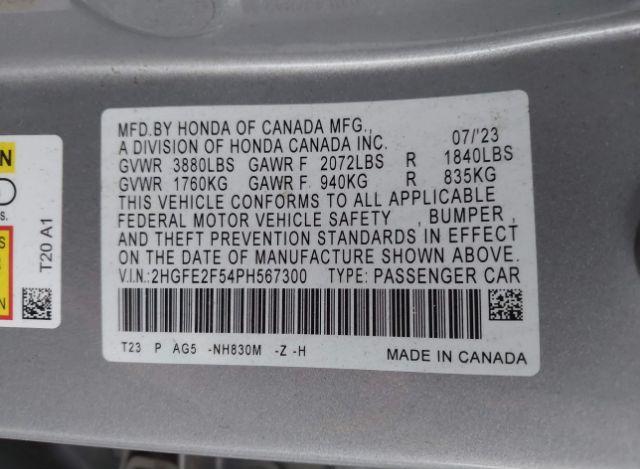 MFD.BY HONDA OF CANADA MFG.,
A DIVISION OF HONDA CANADA INC. 07/'23
GVWR 3880LBS GAWR F 2072LBS R 1840LBS
GVWR 1760KG GAWR F 940KG R 835KG
THIS VEHICLE CONFORMS TO ALL APPLICABLE
FEDERAL MOTOR VEHICLE SAFETY , BUMPER ,
AND THEFT PREVENTION STANDARDS IN EFFECT
ON THE DATE OF MANUFACTURE SHOWN ABOVE.
V.I.N.:2HGFE2F54PH567300 TYPE: PASSENGER CAR
T23 P AG5 -NH830M -Z -H MADE IN CANADA
T20 A1